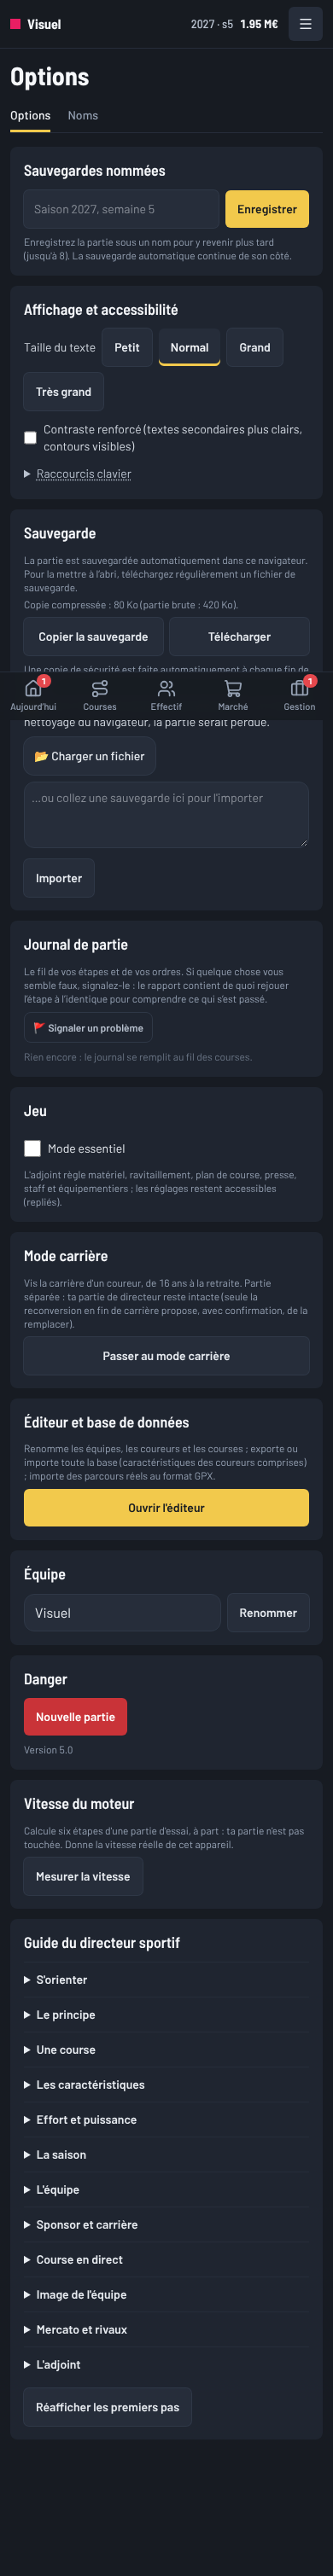 Visuel
2027 · s5 1.95 M€
Options
Options Noms
Sauvegardes nommées
Saison 2027, semaine 5 Enregistrer
Enregistrez la partie sous un nom pour y revenir plus tard
(jusqu'à 8). La sauvegarde automatique continue de son côté.
Affichage et accessibilité
Taille du texte Petit Normal Grand
Très grand
Contraste renforcé (textes secondaires plus clairs,
contours visibles)
Raccourcis clavier
Sauvegarde
La partie est sauvegardée automatiquement dans ce navigateur.
Pour la mettre à l'abri, téléchargez régulièrement un fichier de
sauvegarde.
Copie compressée : 80 Ko (partie brute : 420 Ko).
Copier la sauvegarde Télécharger
Une copie de sécurité est faite automatiquement à chaque fin de
1 1
Aujourd'hui Courses Effectif Marché Gestion
nettoyage du navigateur, la partie serait perdue.
Charger un fichier
...ou collez une sauvegarde ici pour l'importer
Importer
Journal de partie
Le fil de vos étapes et de vos ordres. Si quelque chose vous
semble faux, signalez-le : le rapport contient de quoi rejouer
l'étape à l'identique pour comprendre ce qui s'est passé.
Signaler un problème
Rien encore : le journal se remplit au fil des courses.
Jeu
Mode essentiel
L'adjoint règle matériel, ravitaillement, plan de course, presse,
staff et équipementiers ; les réglages restent accessibles
(repliés).
Mode carrière
Vis la carrière d'un coureur, de 16 ans à la retraite. Partie
séparée : ta partie de directeur reste intacte (seule la
reconversion en fin de carrière propose, avec confirmation, de la
remplacer).
Passer au mode carrière
Éditeur et base de données
Renomme les équipes, les coureurs et les courses ; exporte ou
importe toute la base (caractéristiques des coureurs comprises)
; importe des parcours réels au format GPX.
Ouvrir l'éditeur
Équipe
Visuel Renommer
Danger
Nouvelle partie
Version 5.0
Vitesse du moteur
Calcule six étapes d'une partie d'essai, à part : ta partie n'est pas
touchée. Donne la vitesse réelle de cet appareil.
Mesurer la vitesse
Guide du directeur sportif
S'orienter
Le principe
Une course
Les caractéristiques
Effort et puissance
La saison
L'équipe
Sponsor et carrière
Course en direct
Image de l'équipe
Mercato et rivaux
L'adjoint
Réafficher les premiers pas